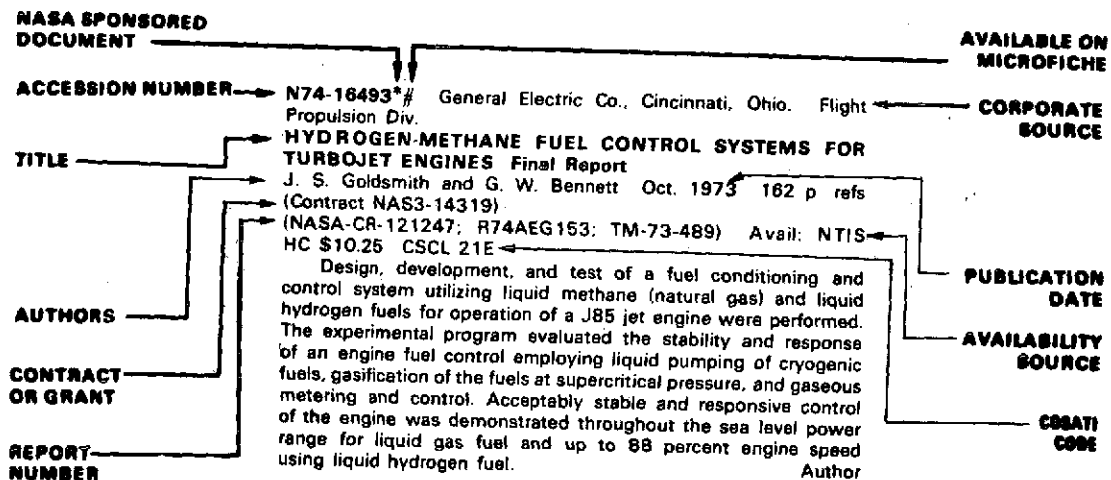 NASA SPONSORED
DOCUMENT
AVAILABLE ON
MICROFICHE
ACCESSION NUMBER
N74-16493*# General Electric Co., Cincinnati, Ohio. Flight
Propulsion Div.
CORPORATE
SOURCE
TITLE
HYDROGEN-METHANE FUEL CONTROL SYSTEMS FOR
TURBOJET ENGINES Final Report
J. S. Goldsmith and G. W. Bennett Oct. 1973 162 p refs
(Contract NAS3-14319)
(NASA-CR-121247; R74AEG153; TM-73-489) Avail: NTIS
HC $10.25 CSCL 21E
Design, development, and test of a fuel conditioning and
control system utilizing liquid methane (natural gas) and liquid
hydrogen fuels for operation of a J85 jet engine were performed.
The experimental program evaluated the stability and response
of an engine fuel control employing liquid pumping of cryogenic
fuels, gasification of the fuels at supercritical pressure, and gaseous
metering and control. Acceptably stable and responsive control
of the engine was demonstrated throughout the sea level power
range for liquid gas fuel and up to 88 percent engine speed
using liquid hydrogen fuel. Author
AUTHORS
CONTRACT
OR GRANT
REPORT
NUMBER
PUBLICATION
DATE
AVAILABILITY
SOURCE
COSATI
CODE